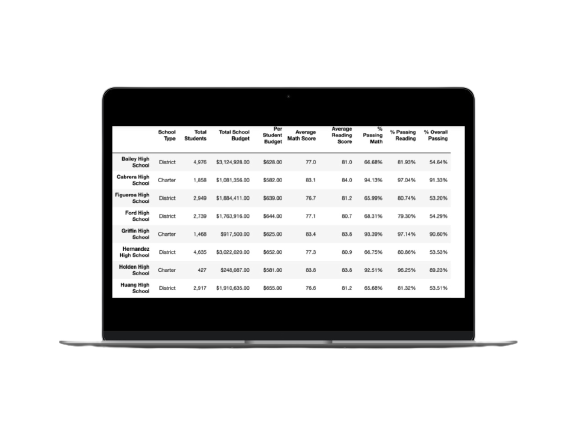 School Type Total Students Total School Budget Per Student Budget Average Math Score Average Reading Score % Passing Math % Passing Reading % Overall Passing
Bailey High School District 4,976 $3,124,928.00 $628.00 77.0 81.0 66.68% 81.93% 54.64%
Cabrera High School Charter 1,858 $1,081,356.00 $582.00 83.1 84.0 94.13% 97.04% 91.33%
Figueroa High School District 2,949 $1,884,411.00 $639.00 76.7 81.2 65.99% 80.74% 53.20%
Ford High School District 2,739 $1,763,916.00 $644.00 77.1 80.7 68.31% 79.30% 54.29%
Griffin High School Charter 1,468 $917,500.00 $625.00 83.4 83.8 93.39% 97.14% 90.60%
Hernandez High School District 4,635 $3,022,020.00 $652.00 77.3 80.9 66.75% 80.86% 53.53%
Holden High School Charter 427 $248,087.00 $581.00 83.8 83.8 92.51% 96.25% 89.23%
Huang High School District 2,917 $1,910,635.00 $655.00 76.6 81.2 65.68% 81.32% 53.51%